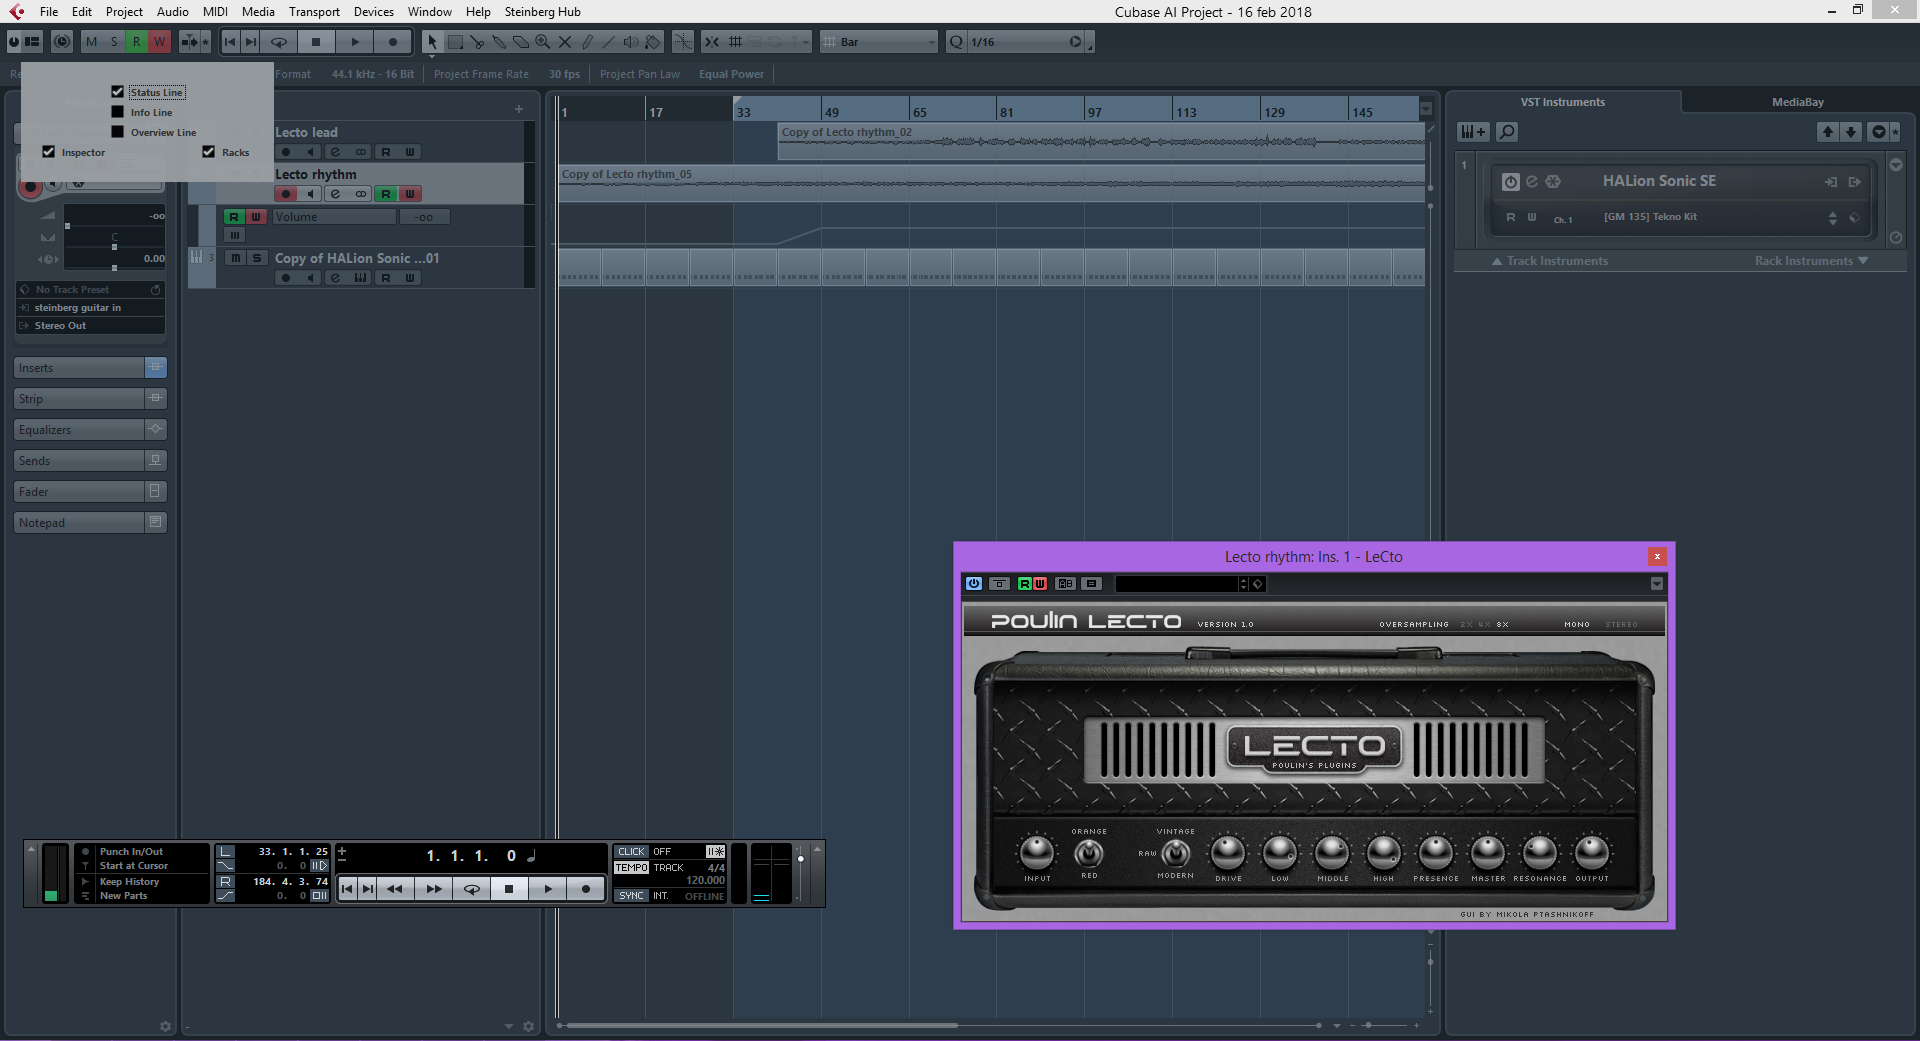 File Edit Project Audio MIDI Media Transport Devices Window Help Steinberg Hub
Cubase AI Project - 16 feb 2018
M S R W
Bar
Q 1/16
Format 44.1 kHz - 16 Bit Project Frame Rate 30 fps Project Pan Law Equal Power
Status Line
Info Line
Overview Line
Inspector Racks
Lecto lead
R W
Lecto rhythm
R W
R W Volume -oo
3 M S Copy of HALion Sonic ...01
R W
-oo
C
0.00
No Track Preset
steinberg guitar in
Stereo Out
Inserts
Strip
Equalizers
Sends
Fader
Notepad
1 17 33 49 65 81 97 113 129 145
Copy of Lecto rhythm_02
Copy of Lecto rhythm_05
VST Instruments MediaBay
1 HALion Sonic SE
R W Ch. 1 [GM 135] Tekno Kit
Track Instruments Rack Instruments
Lecto rhythm: Ins. 1 - LeCto
x
R W AB
POULIN LECTO VERSION 1.0 OVERSAMPLING 2X 4X 8X MONO STEREO
LECTO
POULIN'S PLUGINS
ORANGE VINTAGE
RAW
RED MODERN
INPUT DRIVE LOW MIDDLE HIGH PRESENCE MASTER RESONANCE OUTPUT
GUI BY MIKOLA PTASHNIKOFF
Punch In/Out
Start at Cursor
Keep History
New Parts
L 33. 1. 1. 25
0. 0
R 184. 4. 3. 74
0. 0
1. 1. 1. 0
CLICK OFF
TEMPO TRACK 4/4
120.000
SYNC INT. OFFLINE